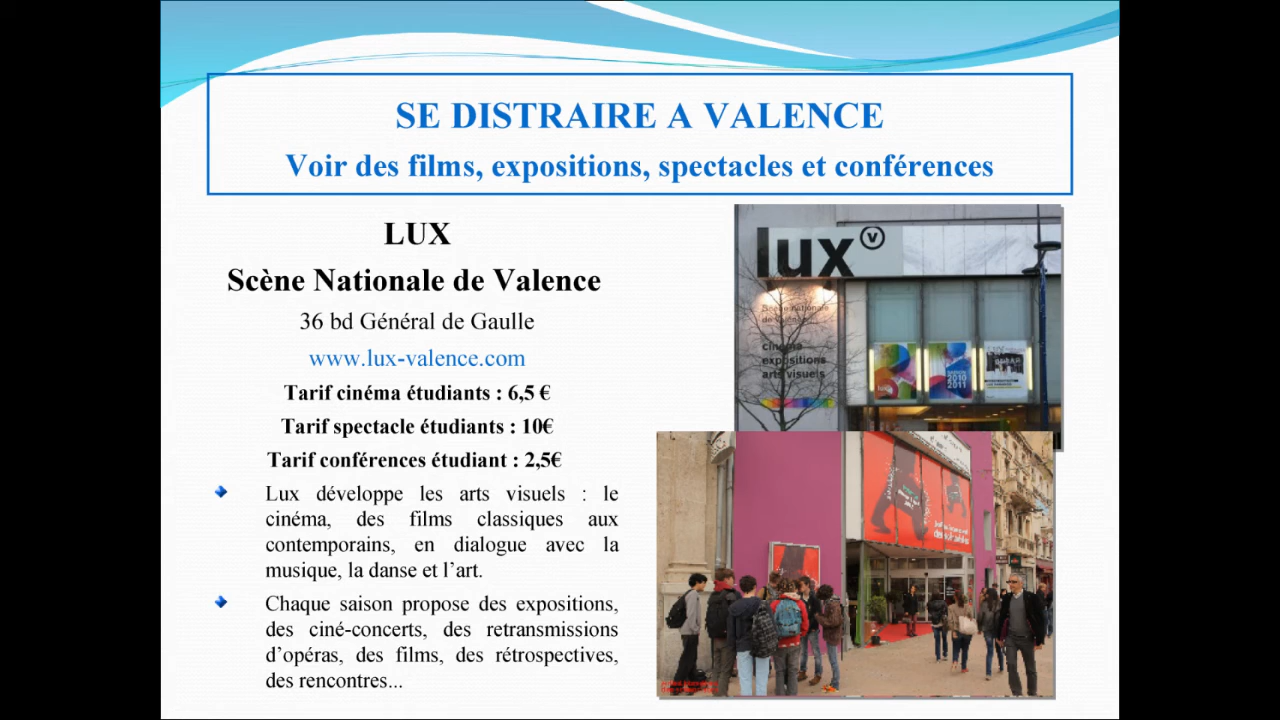 SE DISTRAIRE A VALENCE
Voir des films, expositions, spectacles et conférences
LUX
Scène Nationale de Valence
36 bd Général de Gaulle
www.lux-valence.com
Tarif cinéma étudiants : 6,5 €
Tarif spectacle étudiants : 10€
Tarif conférences étudiant : 2,5€
Lux développe les arts visuels : le
cinéma, des films classiques aux
contemporains, en dialogue avec la
musique, la danse et l’art.
Chaque saison propose des expositions,
des ciné-concerts, des retransmissions
d’opéras, des films, des rétrospectives,
des rencontres...
lux v
Scène nationale
de Valence
cinéma
expositions
arts visuels
2010
2011